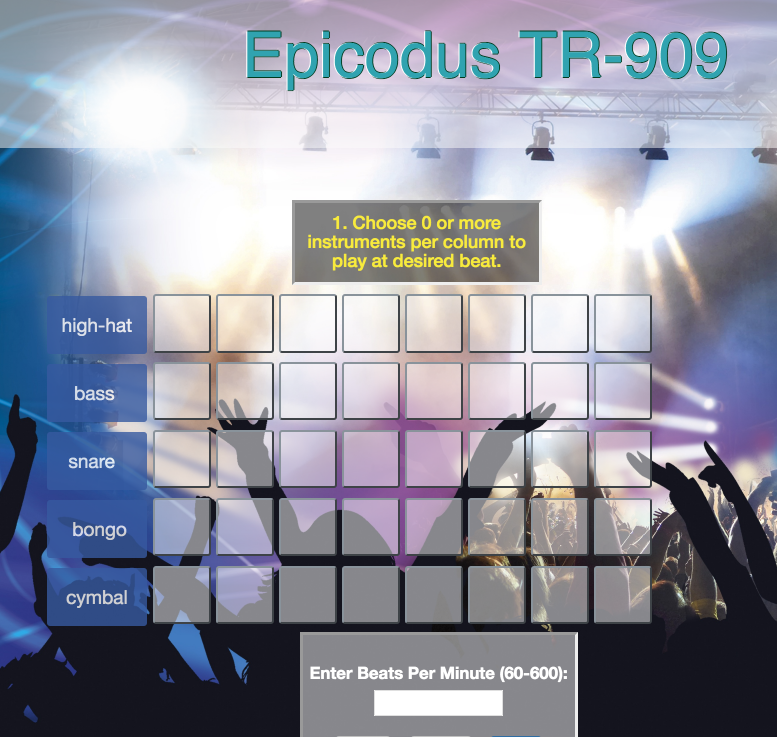 Epicodus TR-909
1. Choose 0 or more
instruments per column to
play at desired beat.
high-hat
bass
snare
bongo
cymbal
Enter Beats Per Minute (60-600):